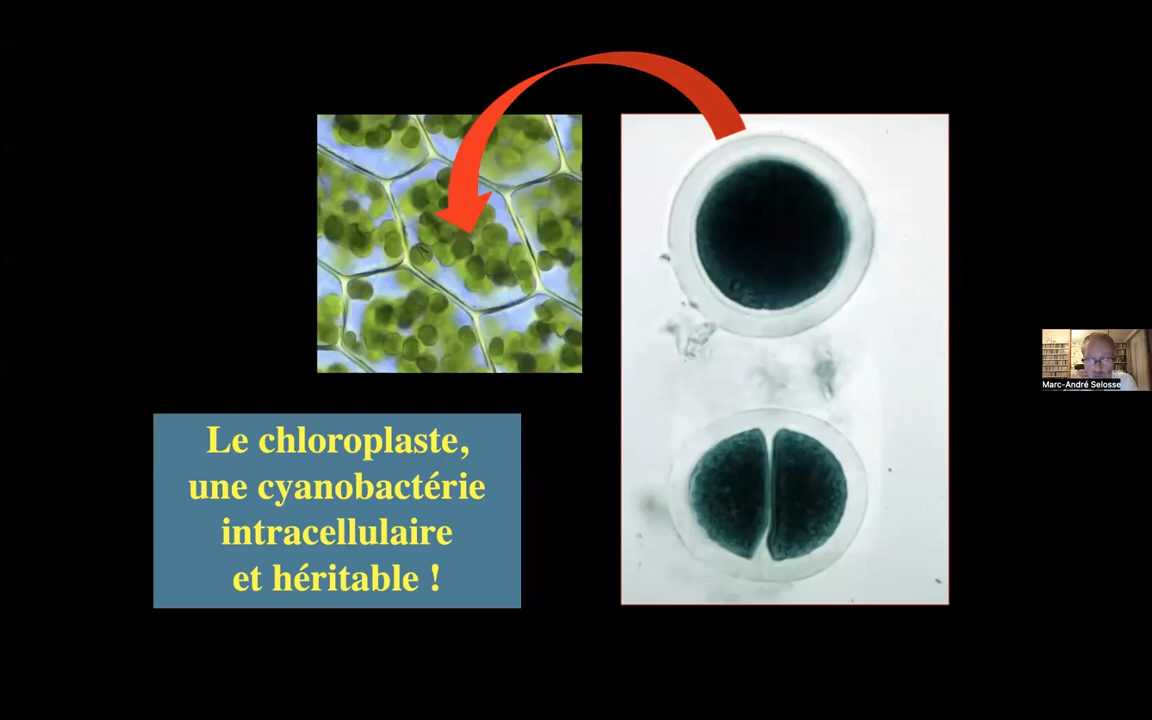 Le chloroplaste,
une cyanobactérie
intracellulaire
et héritable !
Marc-André Selosse